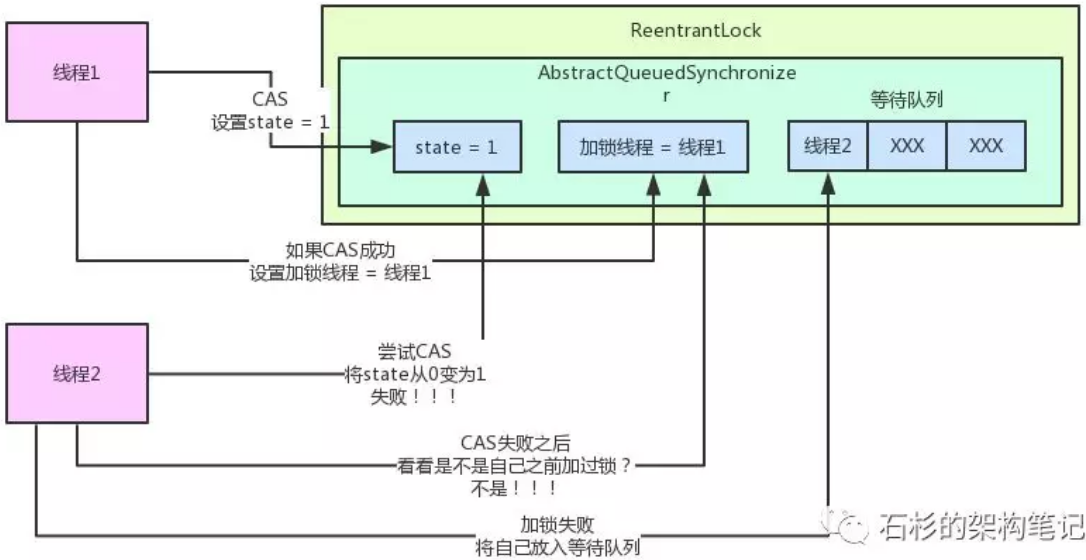 ReentrantLock
AbstractQueuedSynchronize
r
等待队列
线程1
CAS
设置state = 1
state = 1
加锁线程 = 线程1
线程2
XXX
XXX
如果CAS成功
设置加锁线程 = 线程1
线程2
尝试CAS
将state从0变为1
失败！！！
CAS失败之后
看看是不是自己之前加过锁？
不是！！！
加锁失败
将自己放入等待队列
石杉的架构笔记